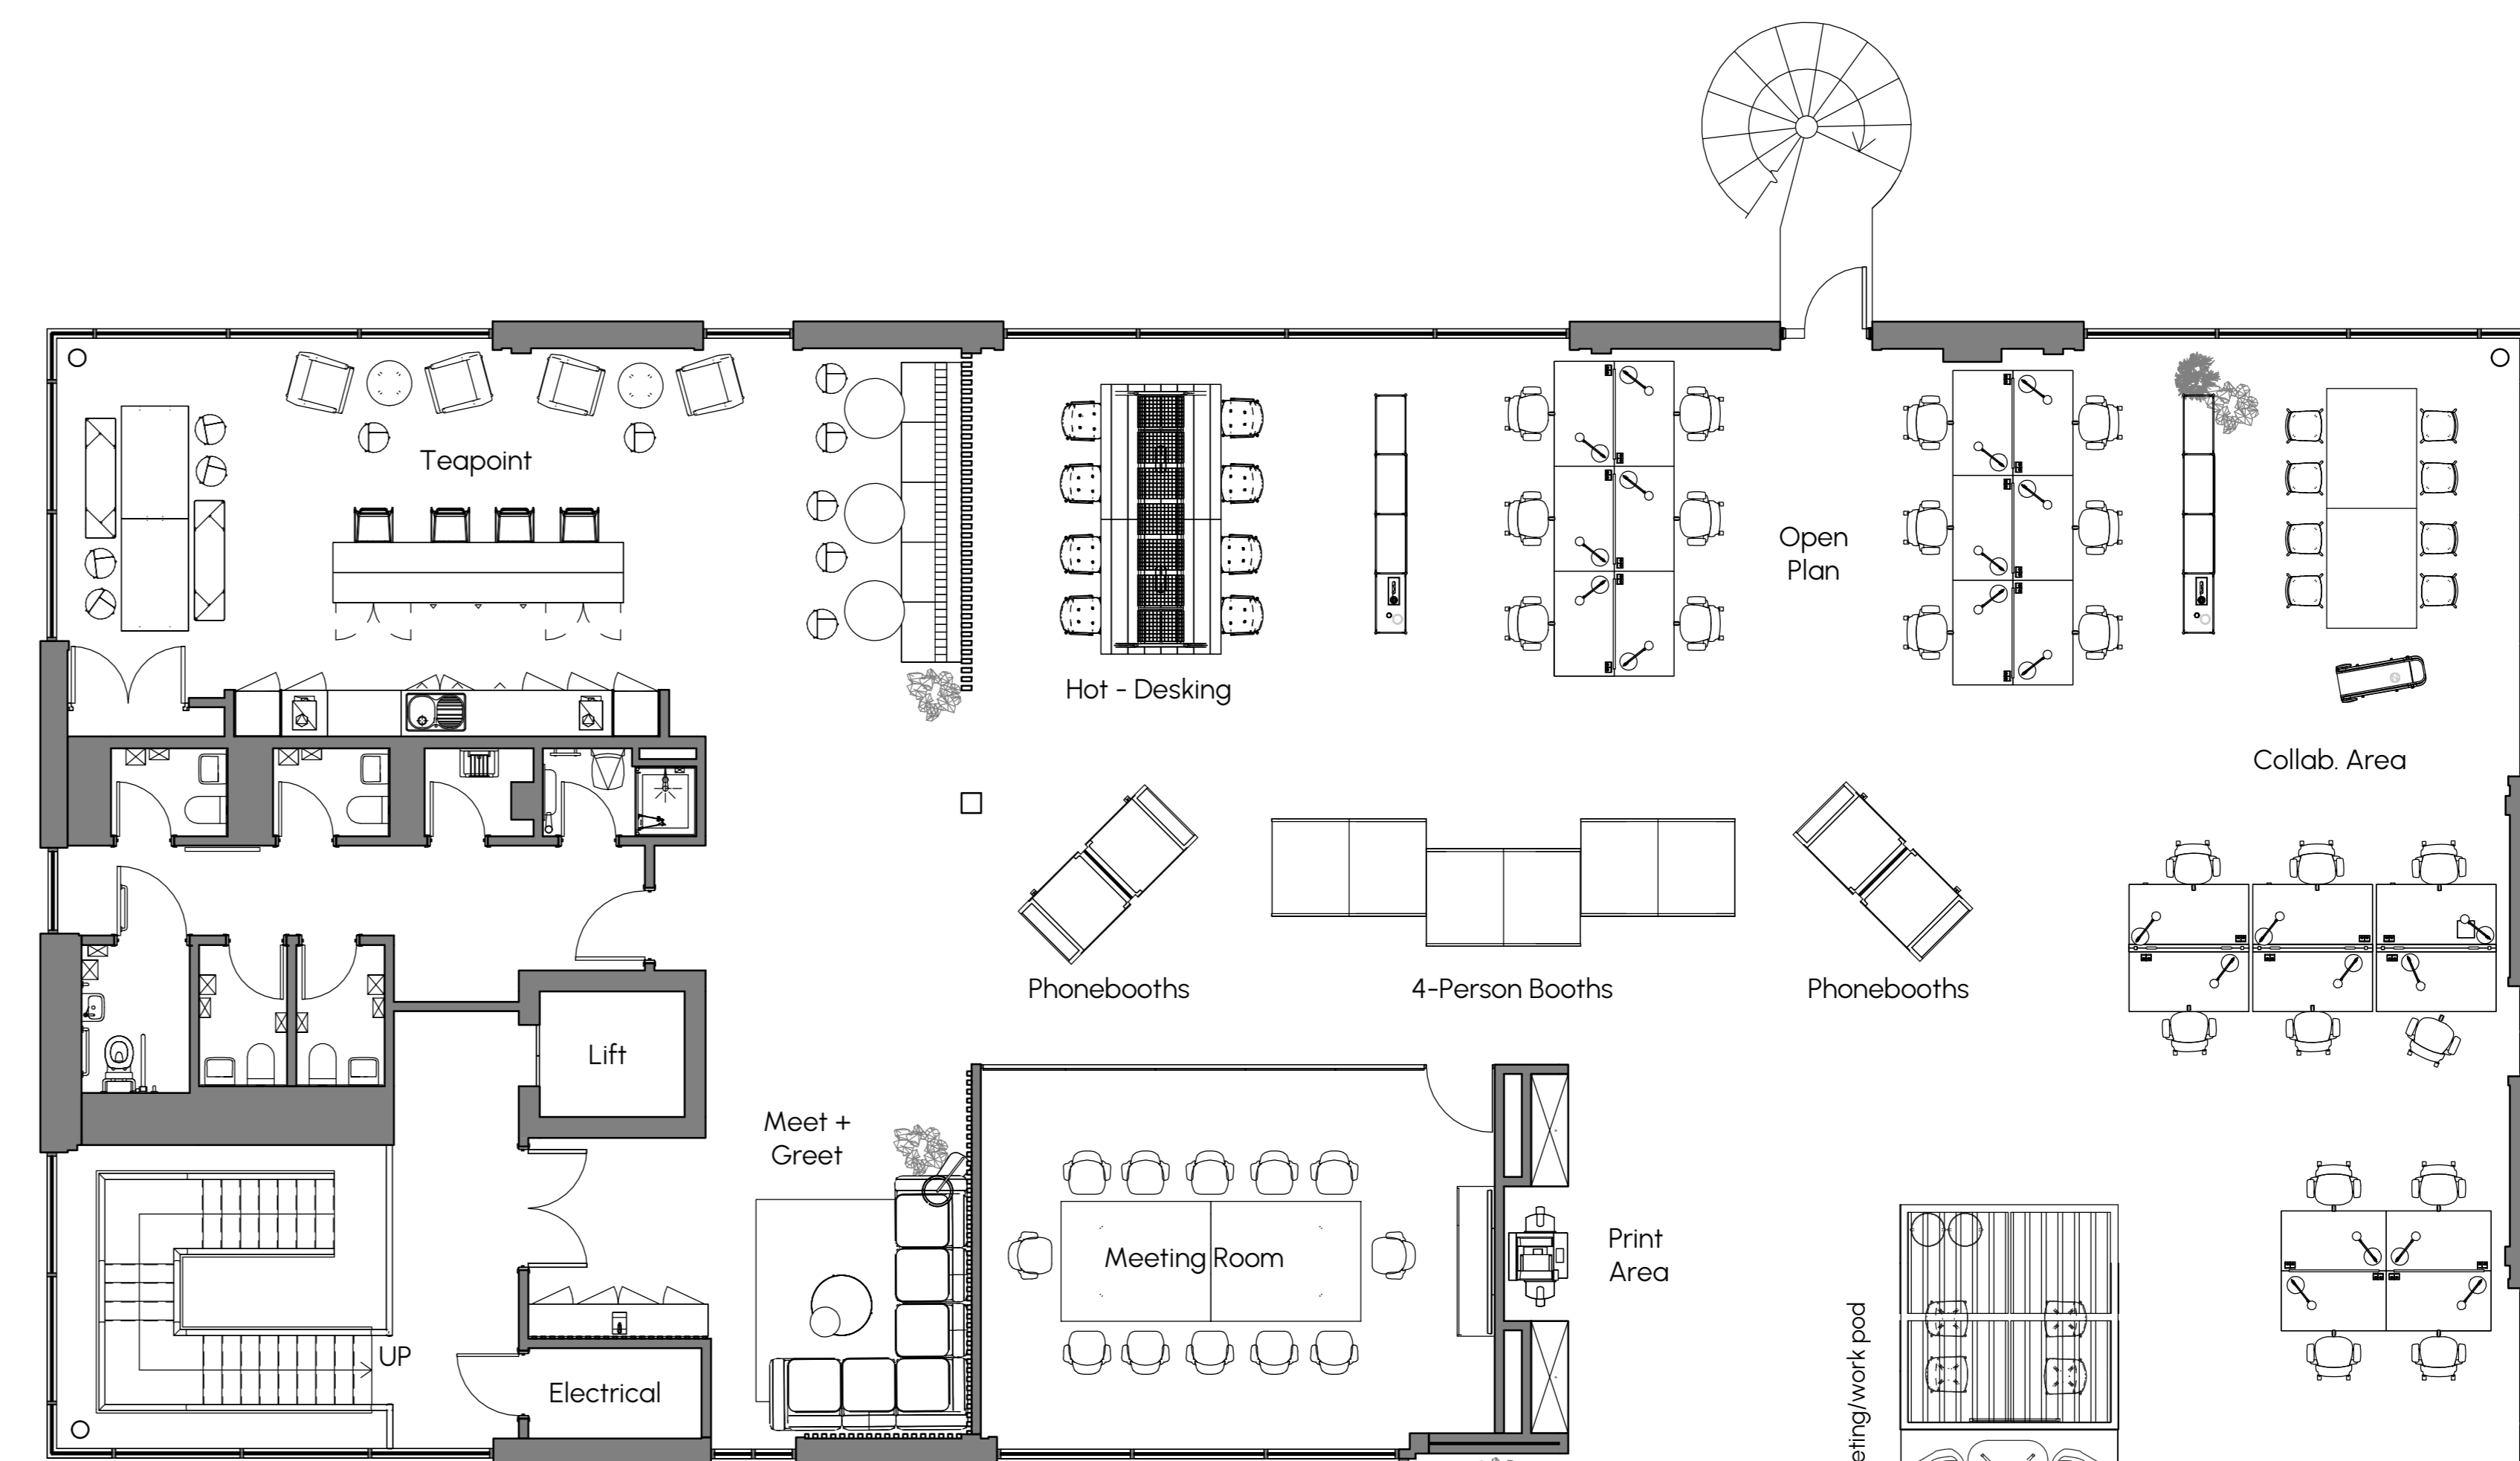 Teapoint
Open
Plan
Hot - Desking
Collab. Area
Phonebooths
4-Person Booths
Phonebooths
Lift
Meet +
Greet
Meeting Room
Print
Area
UP
Electrical
eting/work pod